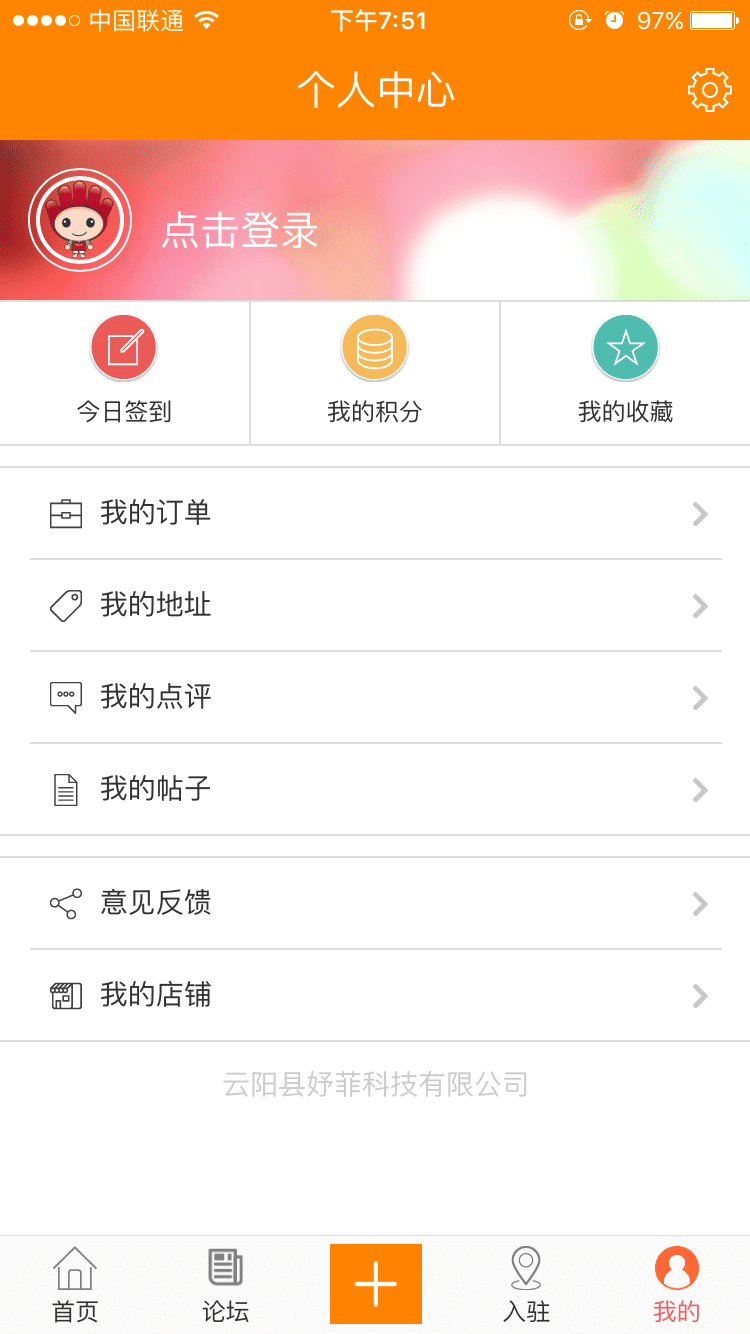 中国联通 下午7:51 97%
个人中心
点击登录
今日签到 我的积分 我的收藏
我的订单
我的地址
我的点评
我的帖子
意见反馈
我的店铺
云阳县妤菲科技有限公司
首页 论坛 入驻 我的